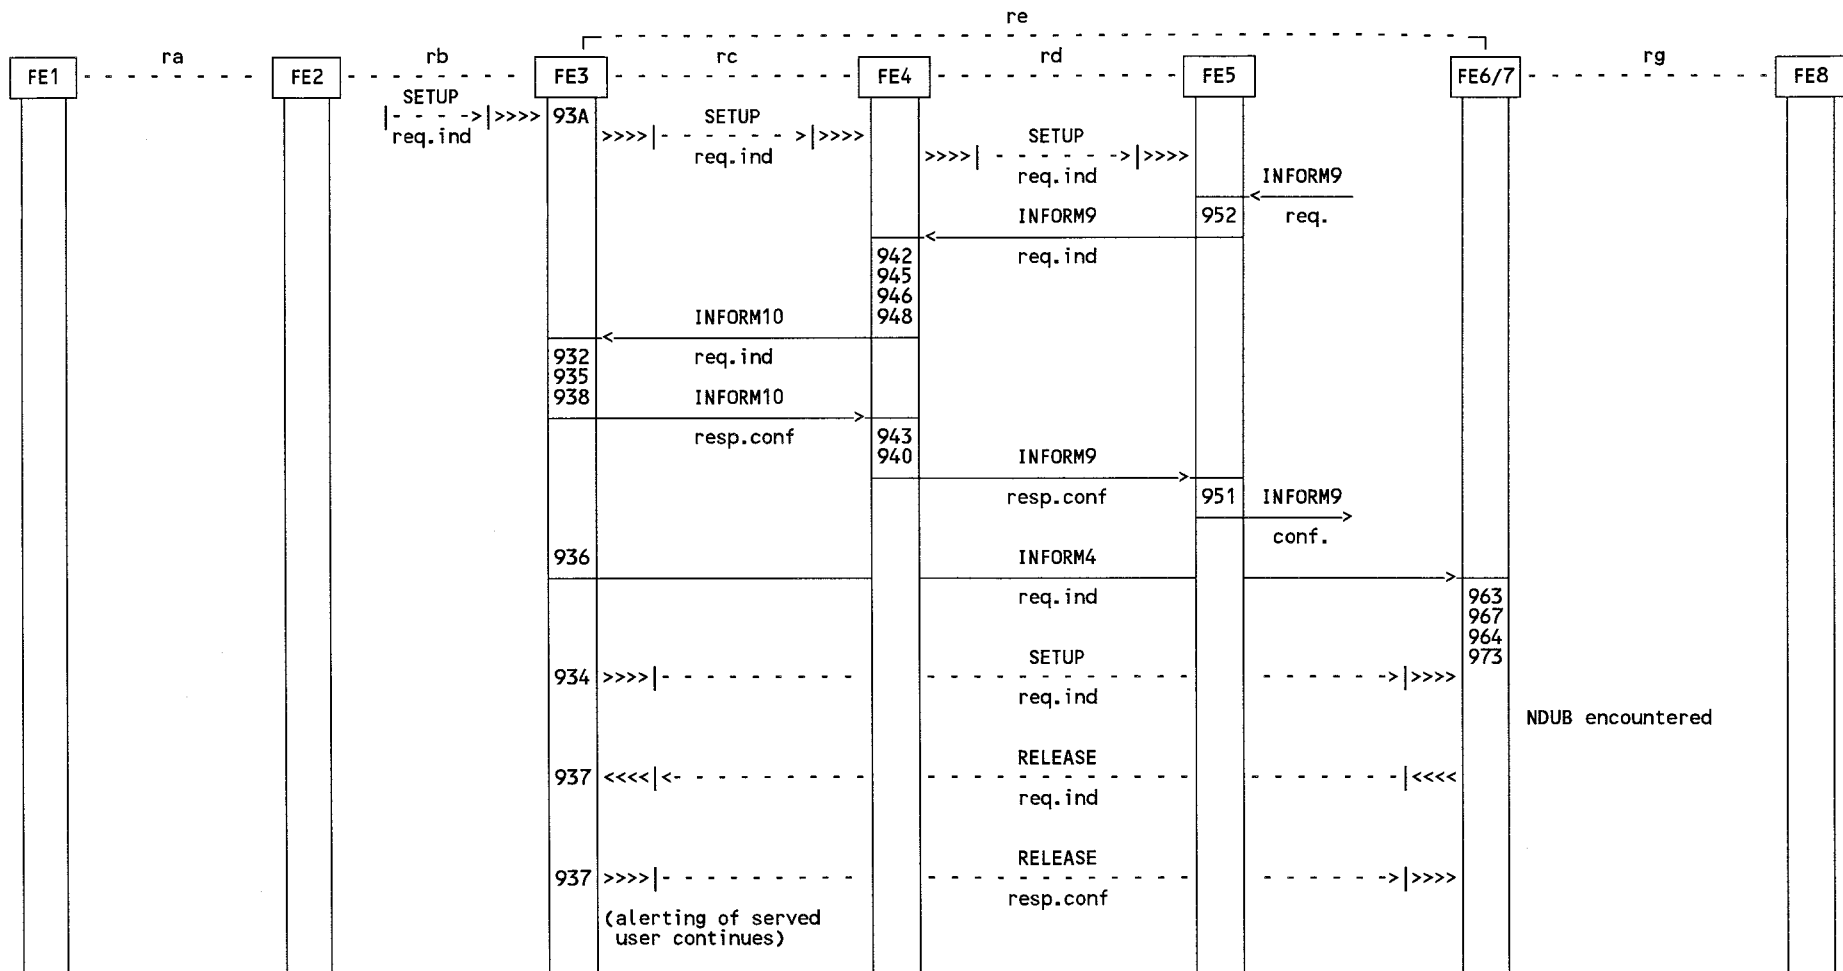 re
ra rb rc rd rg
FE1 FE2 FE3 FE4 FE5 FE6/7 FE8
SETUP
req.ind
93A
SETUP
req.ind
SETUP
req.ind
INFORM9
req.
952
INFORM9
req.ind
942
945
946
948
INFORM10
req.ind
932
935
938
INFORM10
resp.conf
943
940
INFORM9
resp.conf
951
INFORM9
conf.
936
INFORM4
req.ind
963
967
964
973
934
SETUP
req.ind
NDUB encountered
937
RELEASE
req.ind
937
RELEASE
resp.conf
(alerting of served
user continues)